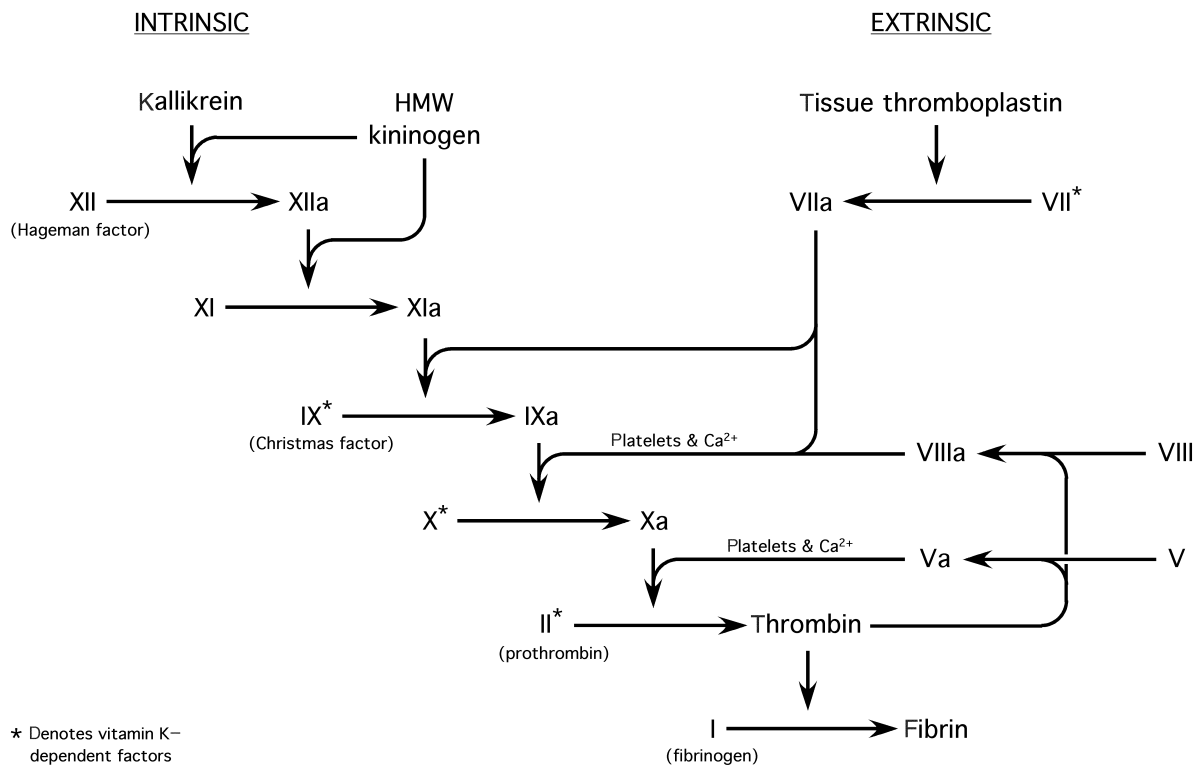 INTRINSIC
EXTRINSIC
Kallikrein
HMW
kininogen
Tissue thromboplastin
XII
(Hageman factor)
XIIa
VIIa
VII*
XI
XIa
IX*
(Christmas factor)
IXa
Platelets & Ca²⁺
VIIIa
VIII
X*
Xa
Platelets & Ca²⁺
Va
V
II*
(prothrombin)
Thrombin
I
(fibrinogen)
Fibrin
* Denotes vitamin K–
dependent factors